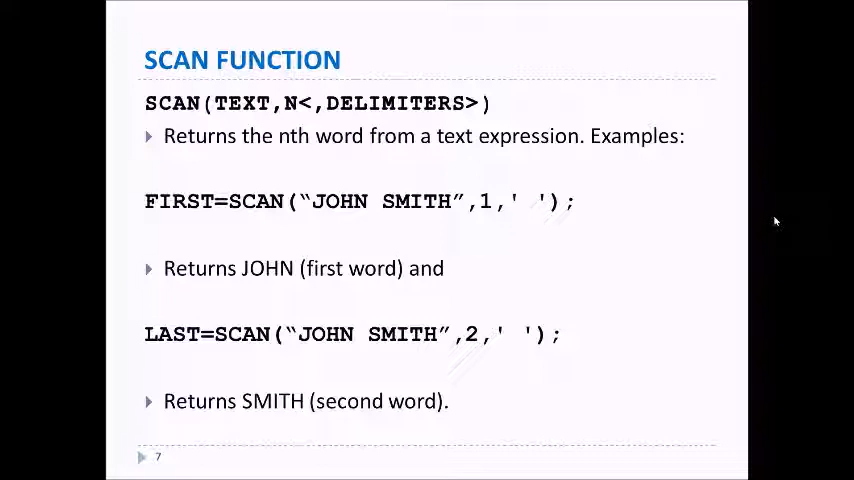 SCAN FUNCTION
SCAN(TEXT,N<,DELIMITERS>)
Returns the nth word from a text expression. Examples:
FIRST=SCAN(“JOHN SMITH”,1,' ');
Returns JOHN (first word) and
LAST=SCAN(“JOHN SMITH”,2,' ');
Returns SMITH (second word).
7